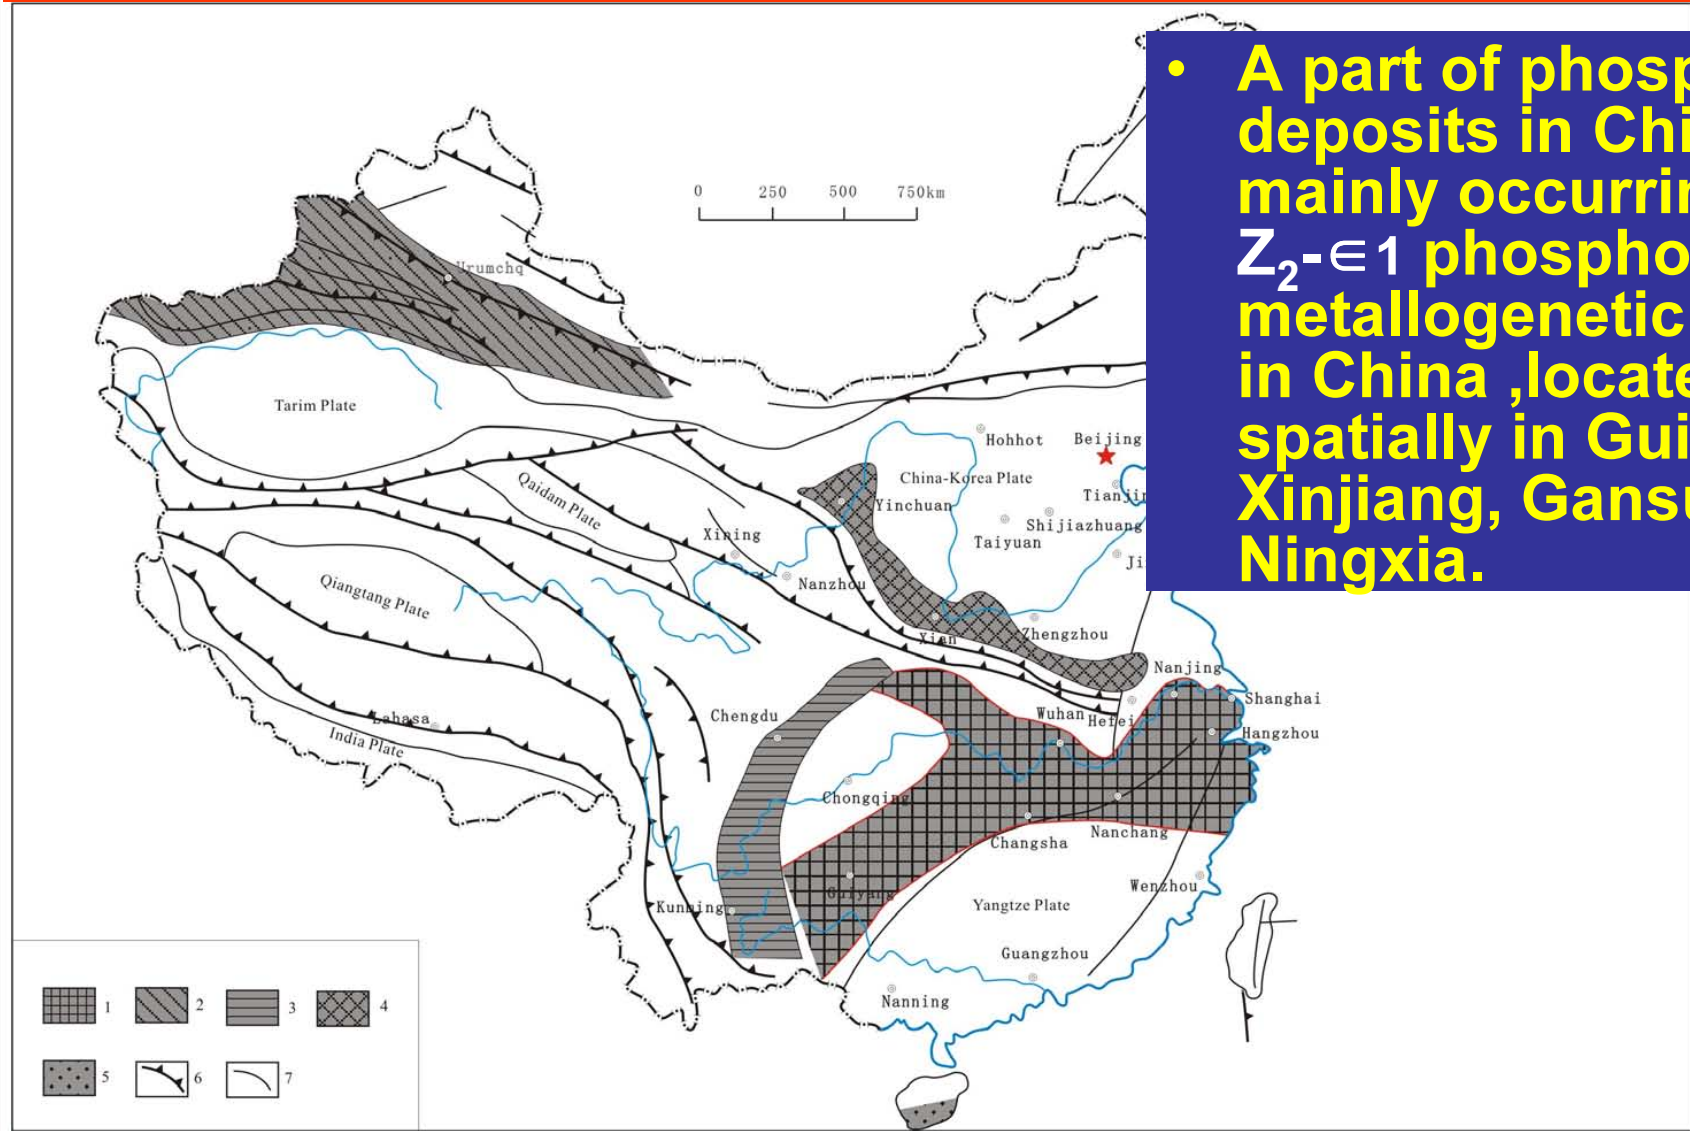 • A part of phosp
deposits in Chi
mainly occurrin
Z₂-∈1 phospho
metallogenetic
in China ,locate
spatially in Gui
Xinjiang, Gansu
Ningxia.
0 250 500 750km
Urumchq
Tarim Plate
Hohhot
Beijing
China-Korea Plate
Qaidam Plate
Yinchuan
Tianjin
Shijiazhuang
Taiyuan
Xining
Ji
Nanzhou
Qiangtang Plate
Xian
Zhengzhou
Nanjing
Shanghai
Chengdu
Wuhan
Hefei
Lahasa
India Plate
Hangzhou
Chongqing
Changsha
Nanchang
Guiyang
Wenzhou
Kunming
Yangtze Plate
Guangzhou
Nanning
1 2 3 4
5 6 7